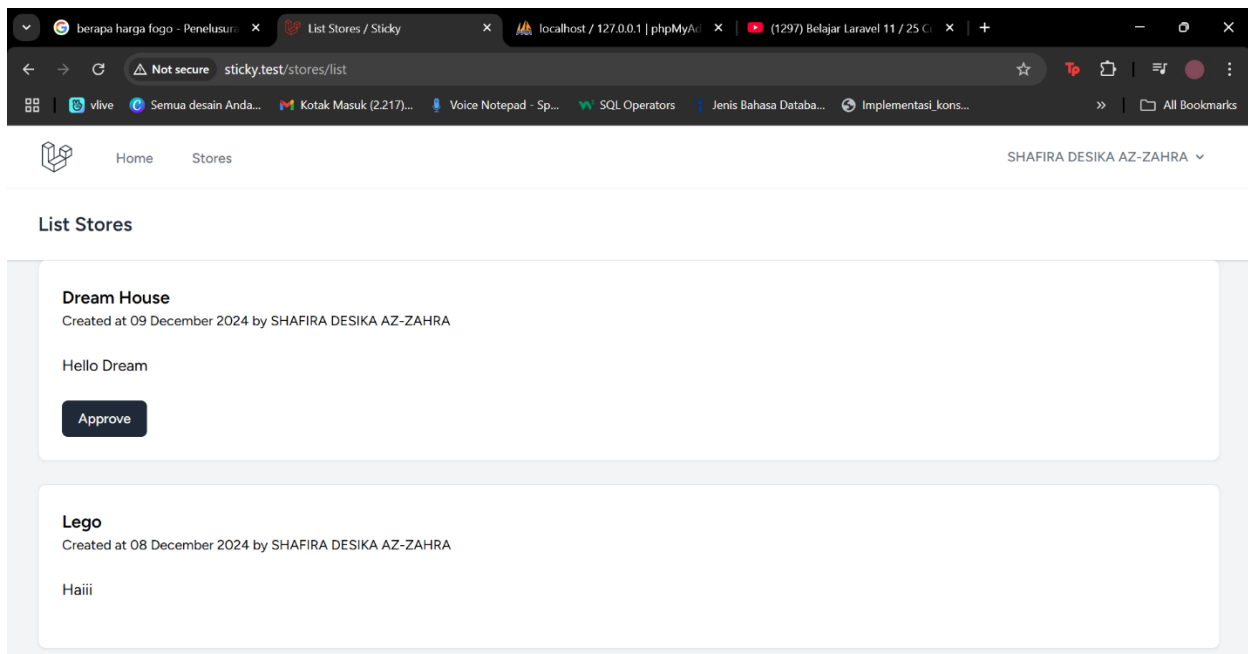 berapa harga fogo - Penelusura
List Stores / Sticky
localhost / 127.0.0.1 | phpMyAd
(1297) Belajar Laravel 11 / 25 Cu
Not secure sticky.test/stores/list
Tp
vlive
Semua desain Anda...
Kotak Masuk (2.217)...
Voice Notepad - Sp...
SQL Operators
Jenis Bahasa Databa...
Implementasi_kons...
» All Bookmarks
Home Stores SHAFIRA DESIKA AZ-ZAHRA
List Stores
Dream House
Created at 09 December 2024 by SHAFIRA DESIKA AZ-ZAHRA
Hello Dream
Approve
Lego
Created at 08 December 2024 by SHAFIRA DESIKA AZ-ZAHRA
Haiii